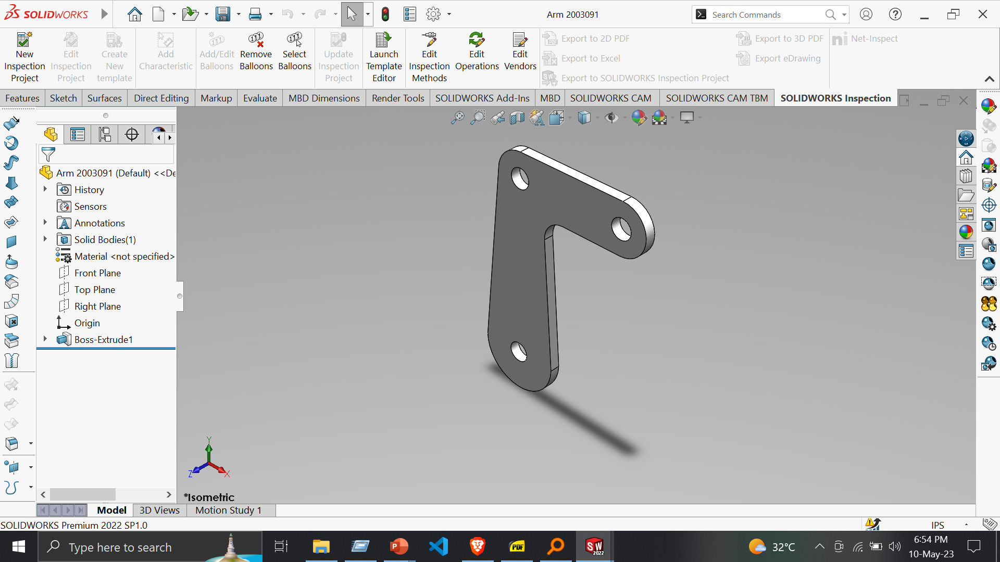 SOLIDWORKS
Arm 2003091
Search Commands
New Inspection Project
Edit Inspection Project
Create New template
Add Characteristic
Add/Edit Balloons
Remove Balloons
Select Balloons
Update Inspection Project
Launch Template Editor
Edit Inspection Methods
Edit Operations
Edit Vendors
Export to 2D PDF
Export to Excel
Export to SOLIDWORKS Inspection Project
Export to 3D PDF
Export eDrawing
Net-Inspect
Features Sketch Surfaces Direct Editing Markup Evaluate MBD Dimensions Render Tools SOLIDWORKS Add-Ins MBD SOLIDWORKS CAM SOLIDWORKS CAM TBM SOLIDWORKS Inspection
Arm 2003091 (Default) <<De
History
Sensors
Annotations
Solid Bodies(1)
Material <not specified>
Front Plane
Top Plane
Right Plane
Origin
Boss-Extrude1
Y
Z X
*Isometric
Model 3D Views Motion Study 1
SOLIDWORKS Premium 2022 SP1.0
IPS
Type here to search
PDF
SW 2022
32°C
6:54 PM
10-May-23